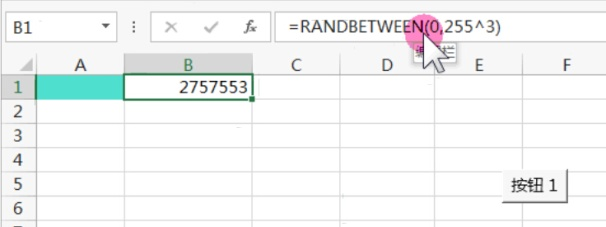 B1 fx =RANDBETWEEN(0,255^3)
A B C D E F
1 2757553
2
3
4
5
按钮 1
6